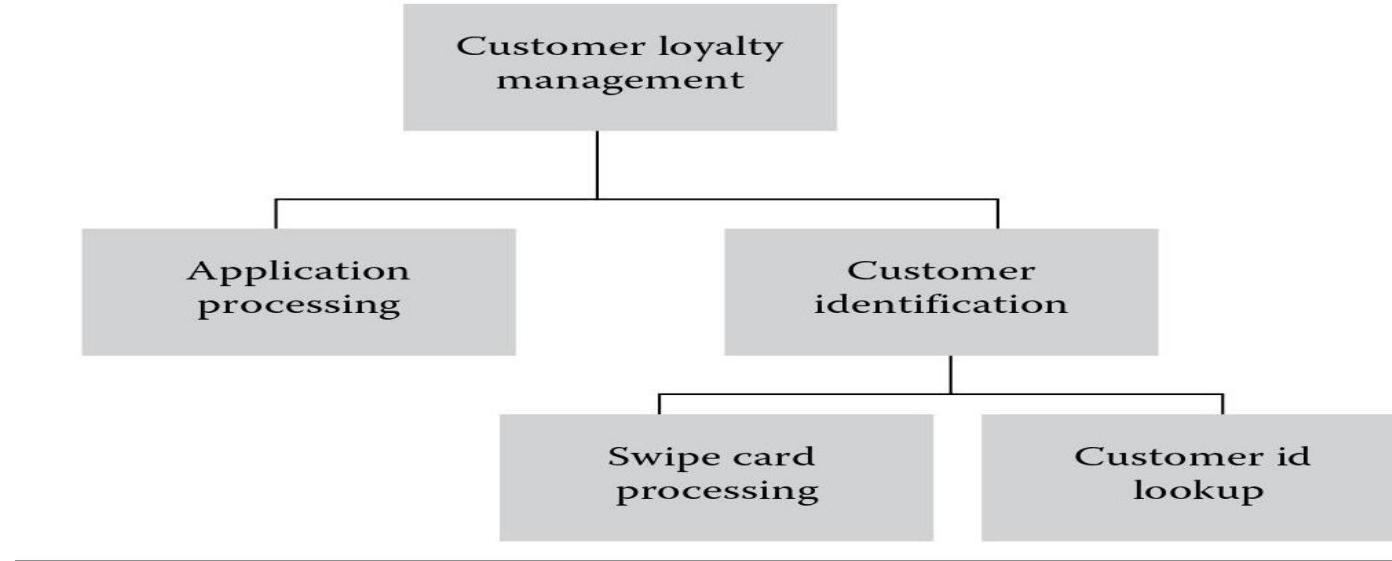 Customer loyalty
management
Application
processing
Customer
identification
Swipe card
processing
Customer id
lookup